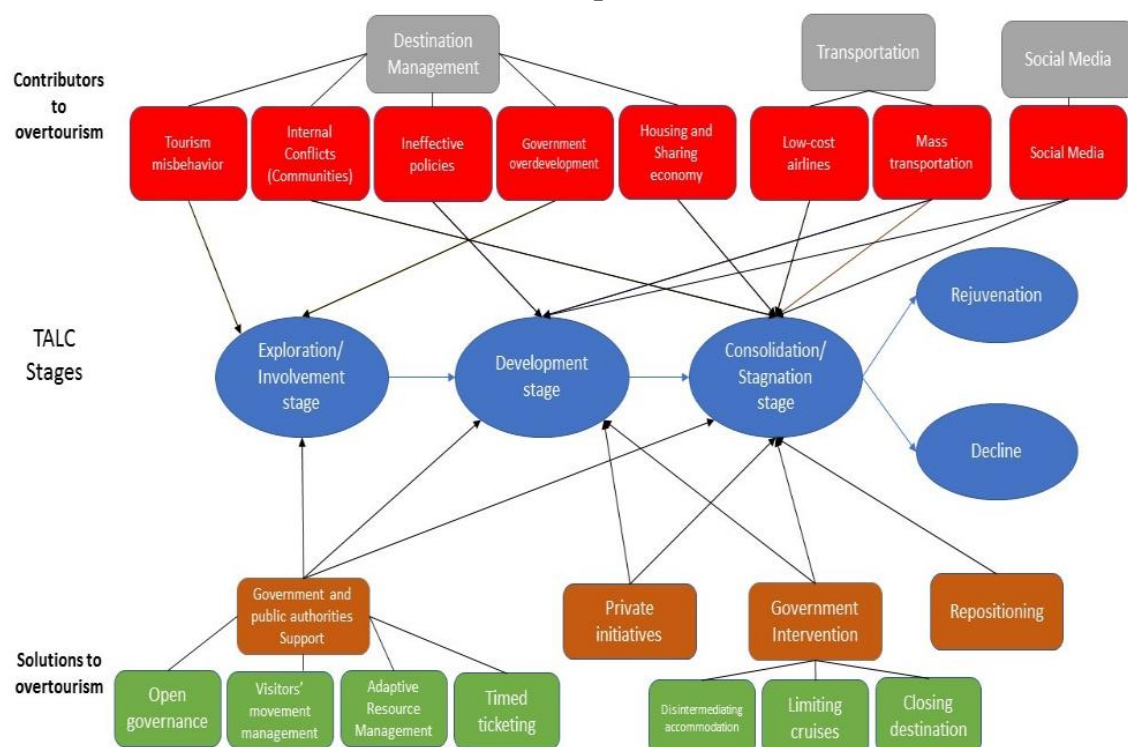 Destination
Management
Transportation
Social Media
Contributors
to
overtourism
Tourism
misbehavior
Internal
Conflicts
(Communities)
Ineffective
policies
Government
overdevelopment
Housing and
Sharing
economy
Low-cost
airlines
Mass
transportation
Social Media
TALC
Stages
Exploration/
Involvement
stage
Development
stage
Consolidation/
Stagnation
stage
Rejuvenation
Decline
Government and
public authorities
Support
Private
initiatives
Government
Intervention
Repositioning
Solutions to
overtourism
Open
governance
Visitors'
movement
management
Adaptive
Resource
Management
Timed
ticketing
Disintermediating
accommodation
Limiting
cruises
Closing
destination